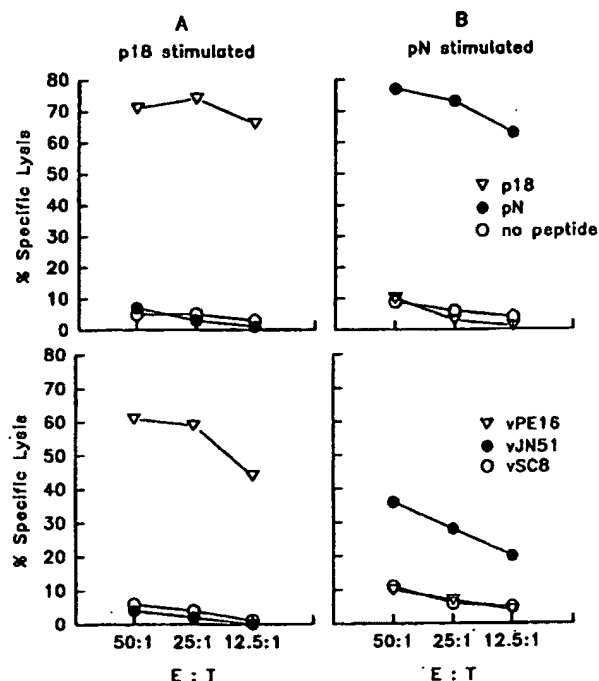 A
p18 stimulated
B
pN stimulated
% Specific Lysis
80
70
60
50
40
30
20
10
0
p18
pN
no peptide
% Specific Lysis
80
70
60
50
40
30
20
10
0
50:1 25:1 12.5:1
E : T
vPE16
vJN51
vSC8
50:1 25:1 12.5:1
E : T